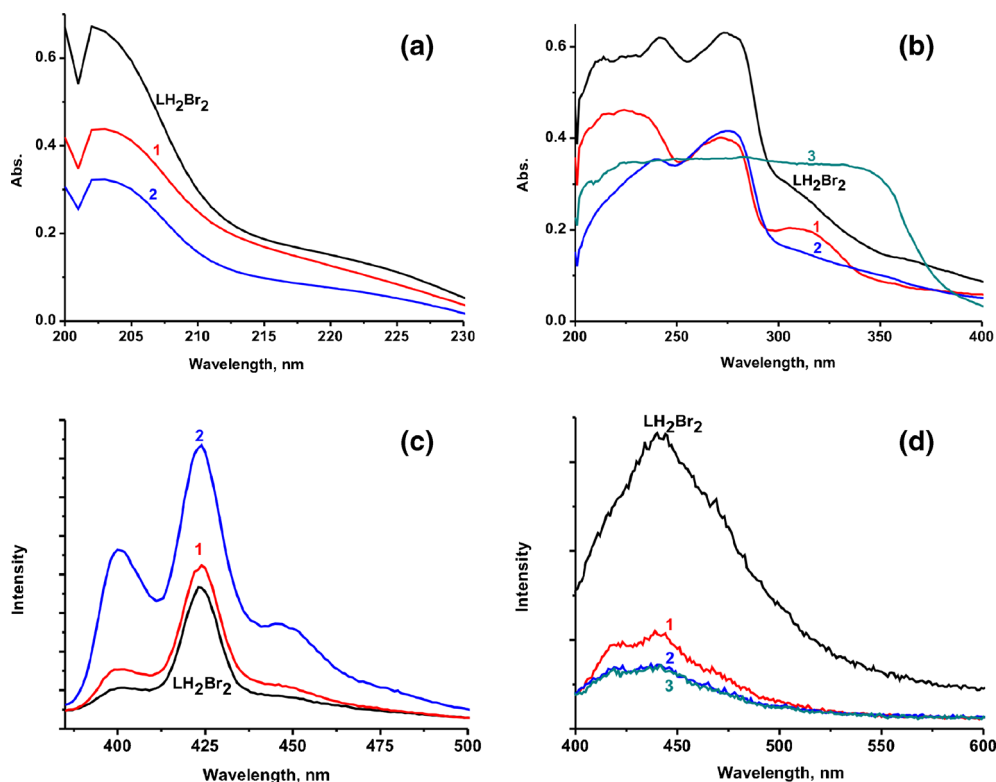 (a)
0.6
LH2Br2
Abs.
0.4
1
2
0.2
0.0
200 205 210 215 220 225 230
Wavelength, nm
(b)
0.6
Abs.
0.4
3
LH2Br2
1
0.2
2
0.0
200 250 300 350 400
Wavelength, nm
(c)
2
Intensity
1
LH2Br2
400 425 450 475 500
Wavelength, nm
(d)
LH2Br2
Intensity
1
2
3
400 450 500 550 600
Wavelength, nm